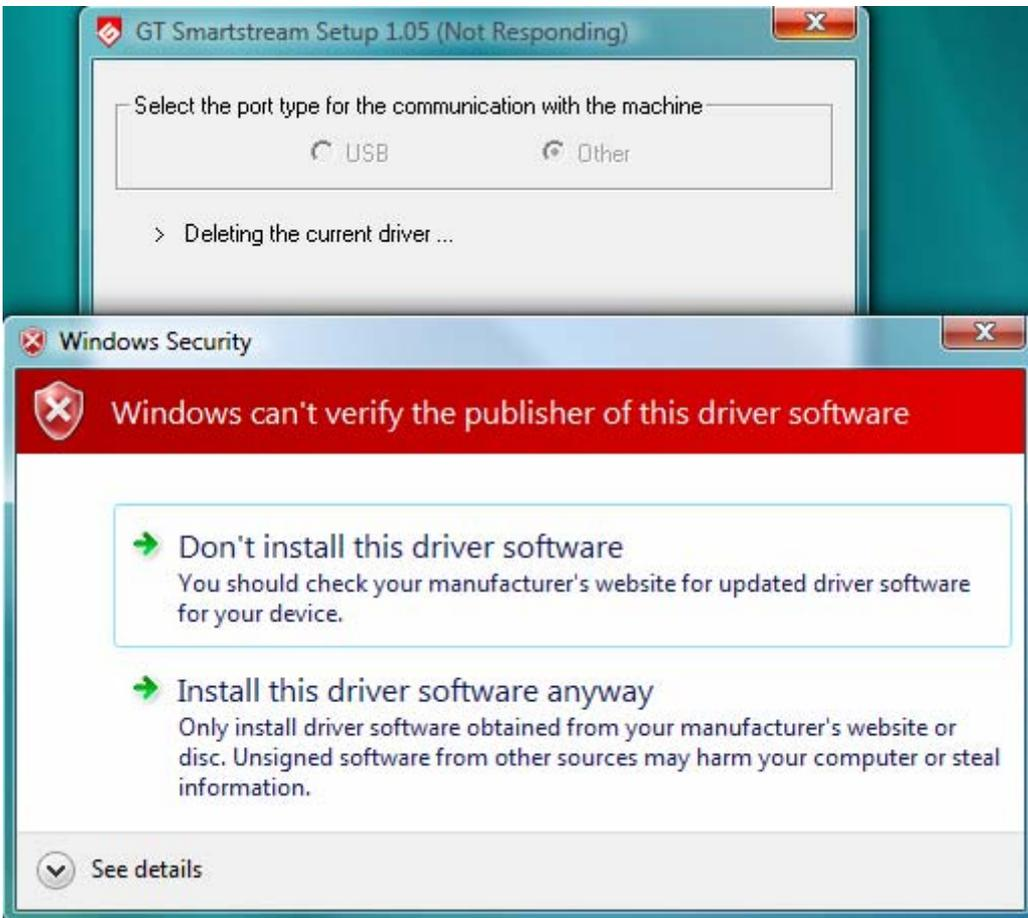 GT Smartstream Setup 1.05 (Not Responding)
Select the port type for the communication with the machine
USB Other
> Deleting the current driver ...
Windows Security
Windows can't verify the publisher of this driver software
Don't install this driver software
You should check your manufacturer's website for updated driver software
for your device.
Install this driver software anyway
Only install driver software obtained from your manufacturer's website or
disc. Unsigned software from other sources may harm your computer or steal
information.
See details